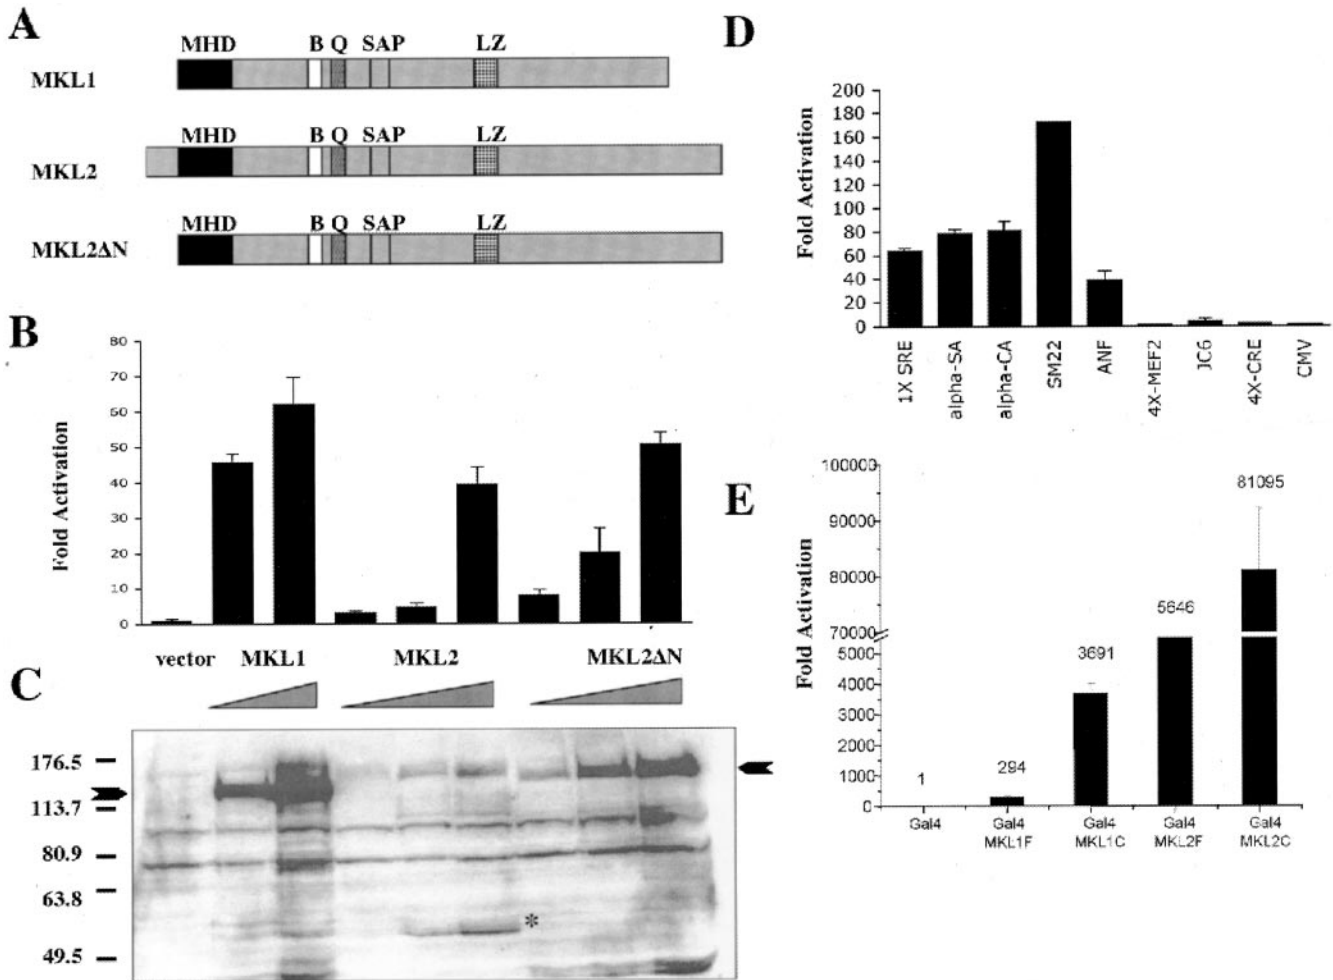 A
MHD B Q SAP LZ
MKL1
MHD B Q SAP LZ
MKL2
MHD B Q SAP LZ
MKL2ΔN
B
Fold Activation
80
70
60
50
40
30
20
10
0
vector MKL1 MKL2 MKL2ΔN
C
176.5
113.7
80.9
63.8
49.5
*
D
Fold Activation
200
180
160
140
120
100
80
60
40
20
0
1X SRE
alpha-SA
alpha-CA
SM22
ANF
4X-MEF2
JC6
4X-CRE
CMV
E
Fold Activation
100000
90000
80000
70000
5000
4000
3000
2000
1000
0
1
294
3691
5646
81095
Gal4
Gal4 MKL1F
Gal4 MKL1C
Gal4 MKL2F
Gal4 MKL2C